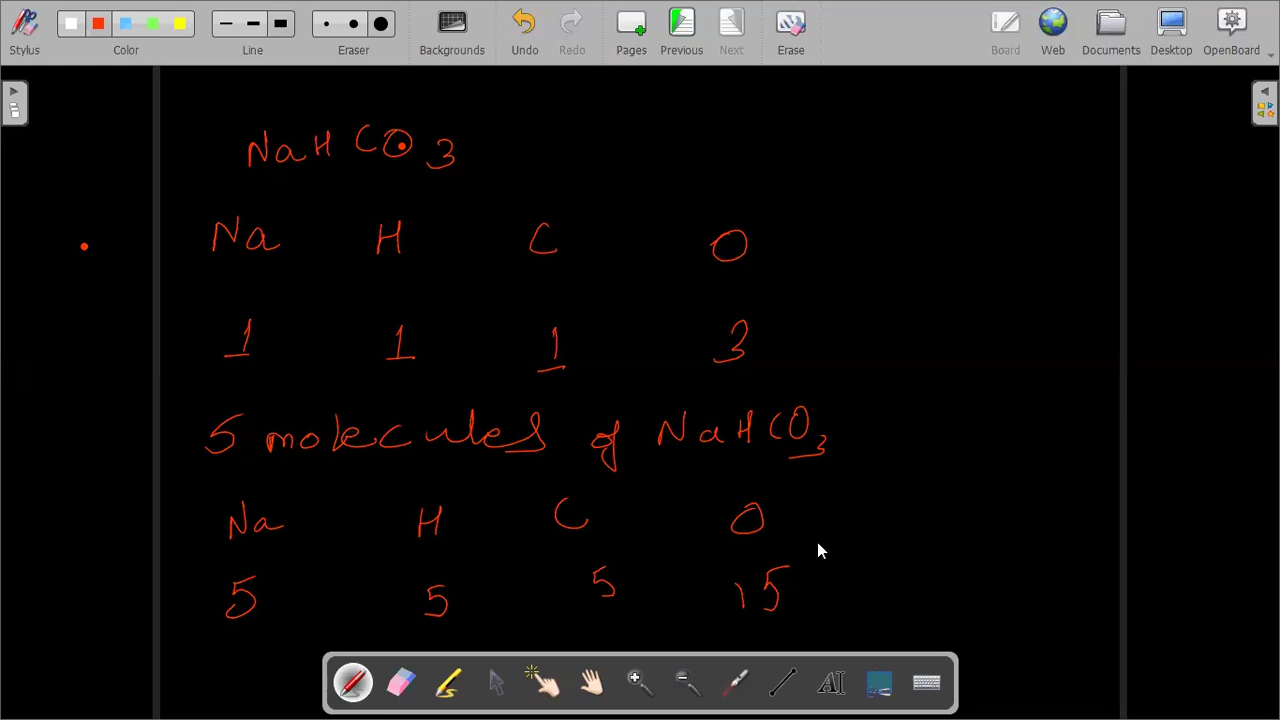 Stylus Color Line Eraser Backgrounds Undo Redo Pages Previous Next Erase Board Web Documents Desktop OpenBoard
NaHCO3
Na H C O
1 1 1 3
5 molecules of NaHCO3
Na H C O
5 5 5 15